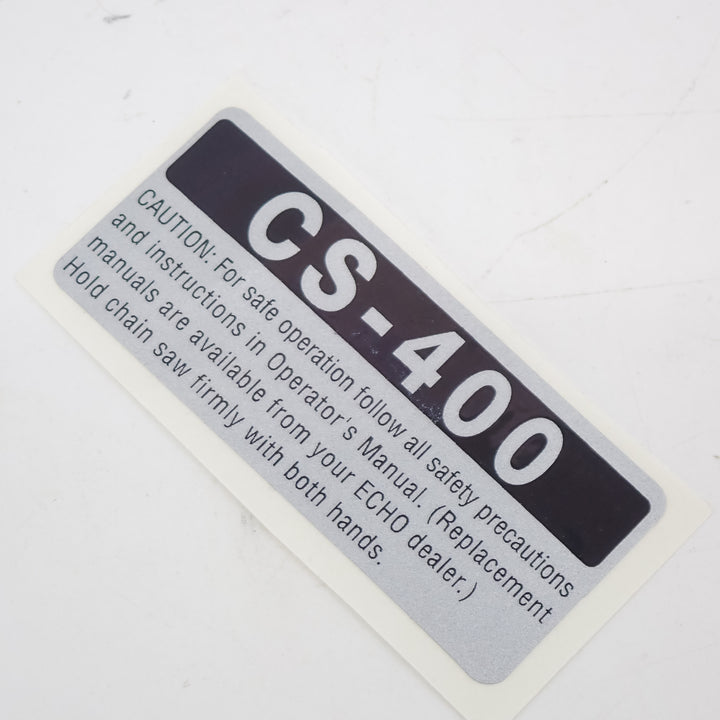 CS-400
CAUTION: For safe operation follow all safety precautions
and instructions in Operator's Manual. (Replacement
manuals are available from your ECHO dealer.)
Hold chain saw firmly with both hands.